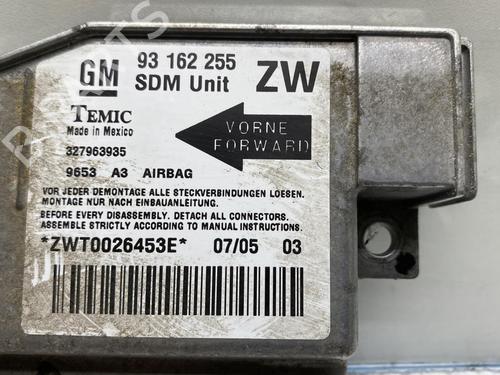 GM 93 162 255 ZW
SDM Unit
TEMIC
Made in Mexico
VORNE
FORWARD
327963935
9653 A3 AIRBAG
VOR JEDER DEMONTAGE ALLE STECKVERBINDUNGEN LOESEN.
MONTAGE NUR NACH EINBAUANLEITUNG.
BEFORE EVERY DISASSEMBLY. DETACH ALL CONNECTORS.
ASSEMBLE STRICTLY ACCORDING TO MANUAL INSTRUCTIONS.
*ZWT0026453E* 07/05 03